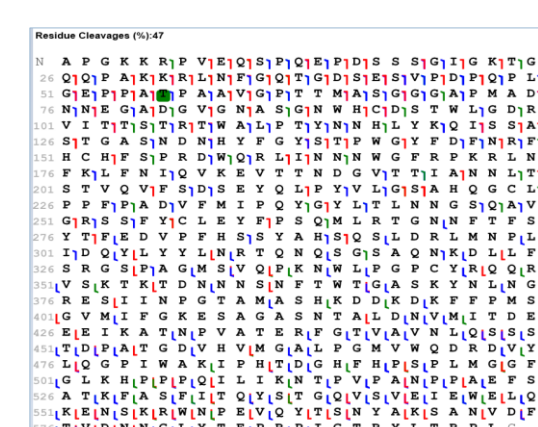 Residue Cleavages (%):47
N A P G K K R P V E Q S P Q E P D S S S G I G K T G
26 Q Q P A K K R L N F G Q T G D S E S V P D P Q P L
51 G E P P A T P A A V G P T T M A S G G G A P M A D
76 N N E G A D G V G N A S G N W H C D S T W L G D R
101 V I T T S T R T W A L P T Y N N H L Y K Q I S S A
126 S T G A S N D N H Y F G Y S T P W G Y F D F N R F
151 H C H F S P R D W Q R L I N N N W G F R P K R L N
176 F K L F N I Q V K E V T T N D G V T T I A N N L T
201 S T V Q V F S D S E Y Q L P Y V L G S A H Q G C L
226 P P F P A D V F M I P Q Y G Y L T L N N G S Q A V
251 G R S S F Y C L E Y F P S Q M L R T G N N F T F S
276 Y T F E D V P F H S S Y A H S Q S L D R L M N P L
301 I D Q Y L Y Y L N R T Q N Q S G S A Q N K D L L F
326 S R G S P A G M S V Q P K N W L P G P C Y R Q Q R
351 V S K T K T D N N N S N F T W T G A S K Y N L N G
376 R E S I I N P G T A M A S H K D D K D K F F P M S
401 G V M I F G K E S A G A S N T A L D N V M I T D E
426 E E I K A T N P V A T E R F G T V A V N L Q S S S
451 T D P A T G D V H V M G A L P G M V W Q D R D V Y
476 L Q G P I W A K I P H T D G H F H P S P L M G G F
501 G L K H P P P Q I L I K N T P V P A N P P A E F S
526 A T K F A S F I T Q Y S T G Q V S V E I E W E L Q
551 K E N S K R W N P E V Q Y T S N Y A K S A N V D F